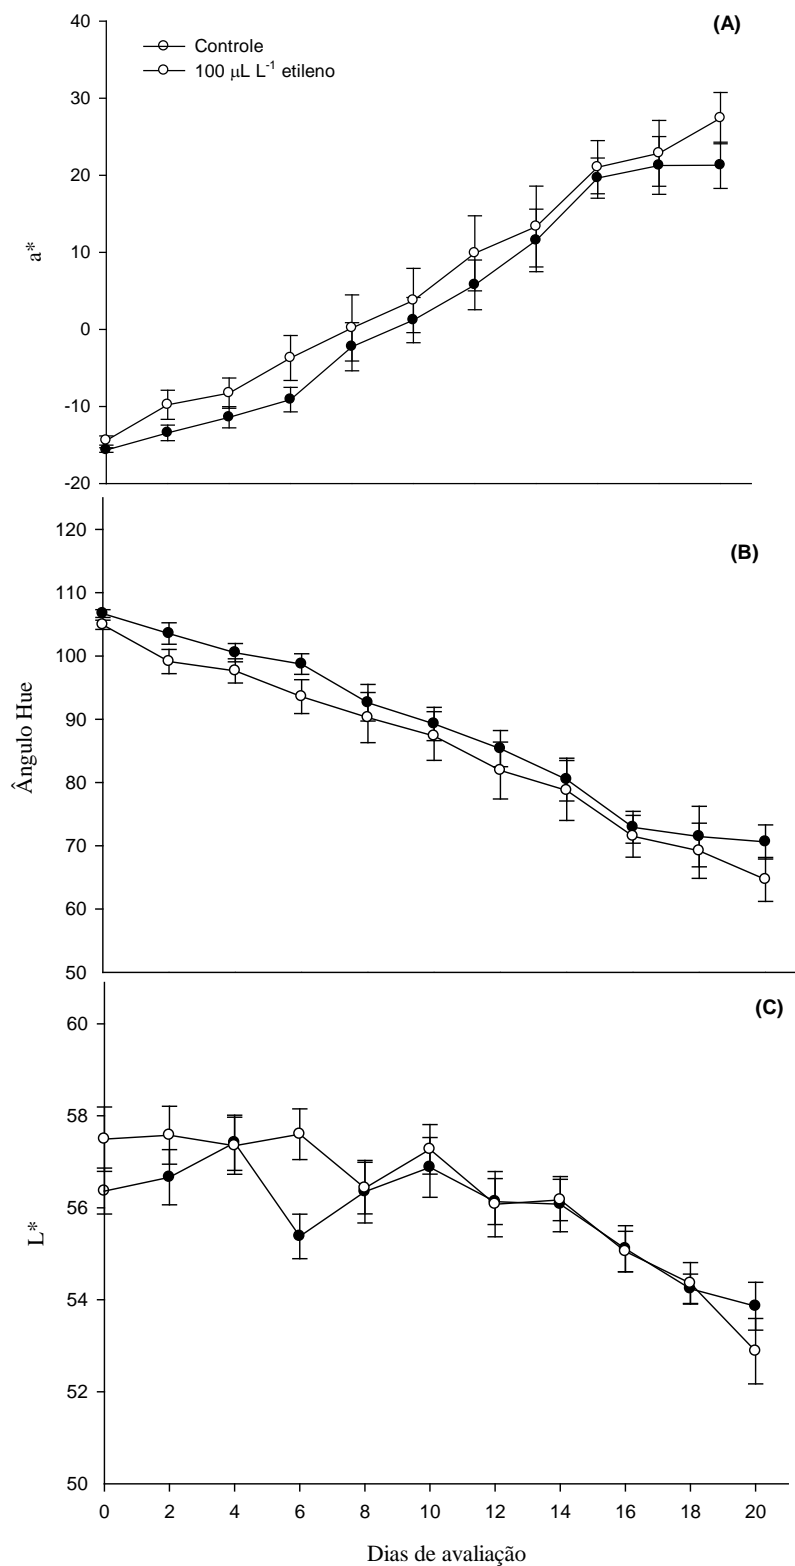 40
(A)
Controle
100 μL L⁻¹ etileno
30
20
a*
10
0
-10
-20
120
(B)
110
100
Ângulo Hue
90
80
70
60
50
(C)
60
58
L*
56
54
52
50
0 2 4 6 8 10 12 14 16 18 20
Dias de avaliação